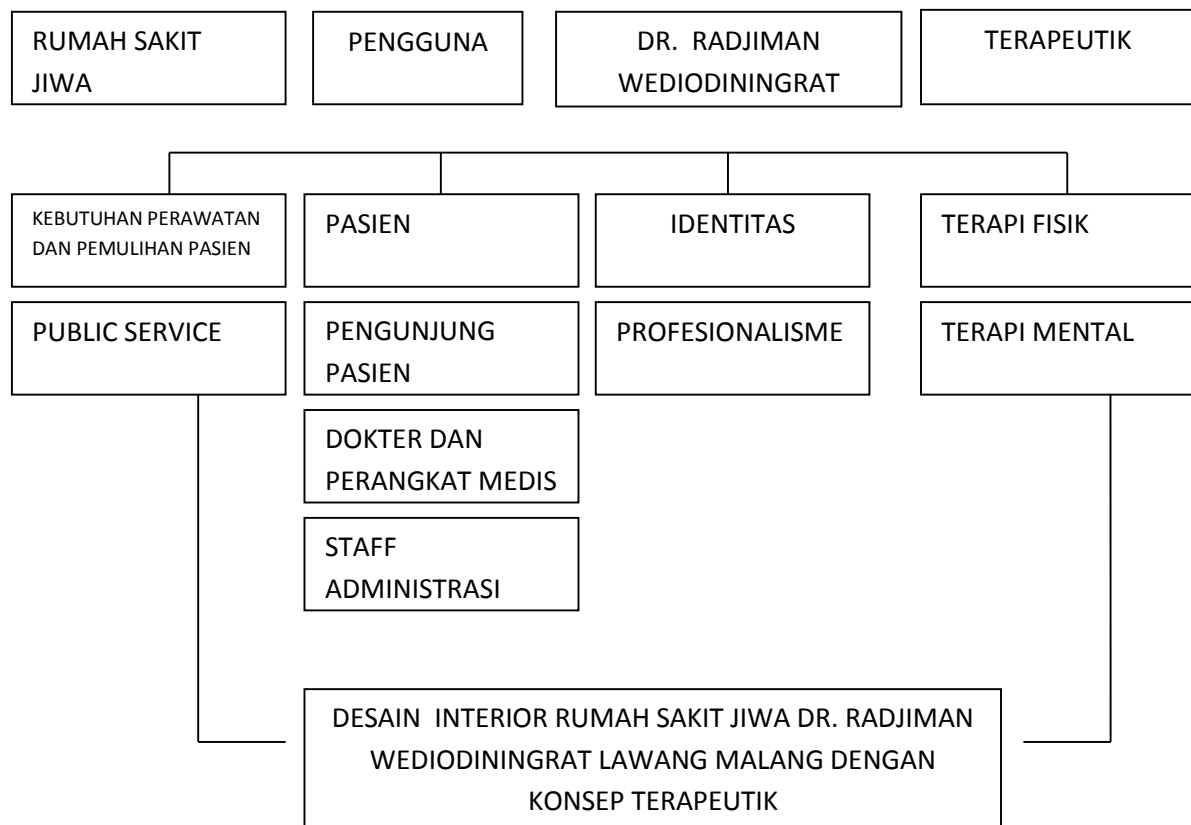 RUMAH SAKIT
JIWA
PENGGUNA
DR. RADJIMAN
WEDIODININGRAT
TERAPEUTIK
KEBUTUHAN PERAWATAN
DAN PEMULIHAN PASIEN
PASIEN
IDENTITAS
TERAPI FISIK
PUBLIC SERVICE
PENGUNJUNG
PASIEN
PROFESIONALISME
TERAPI MENTAL
DOKTER DAN
PERANGKAT MEDIS
STAFF
ADMINISTRASI
DESAIN INTERIOR RUMAH SAKIT JIWA DR. RADJIMAN
WEDIODININGRAT LAWANG MALANG DENGAN
KONSEP TERAPEUTIK